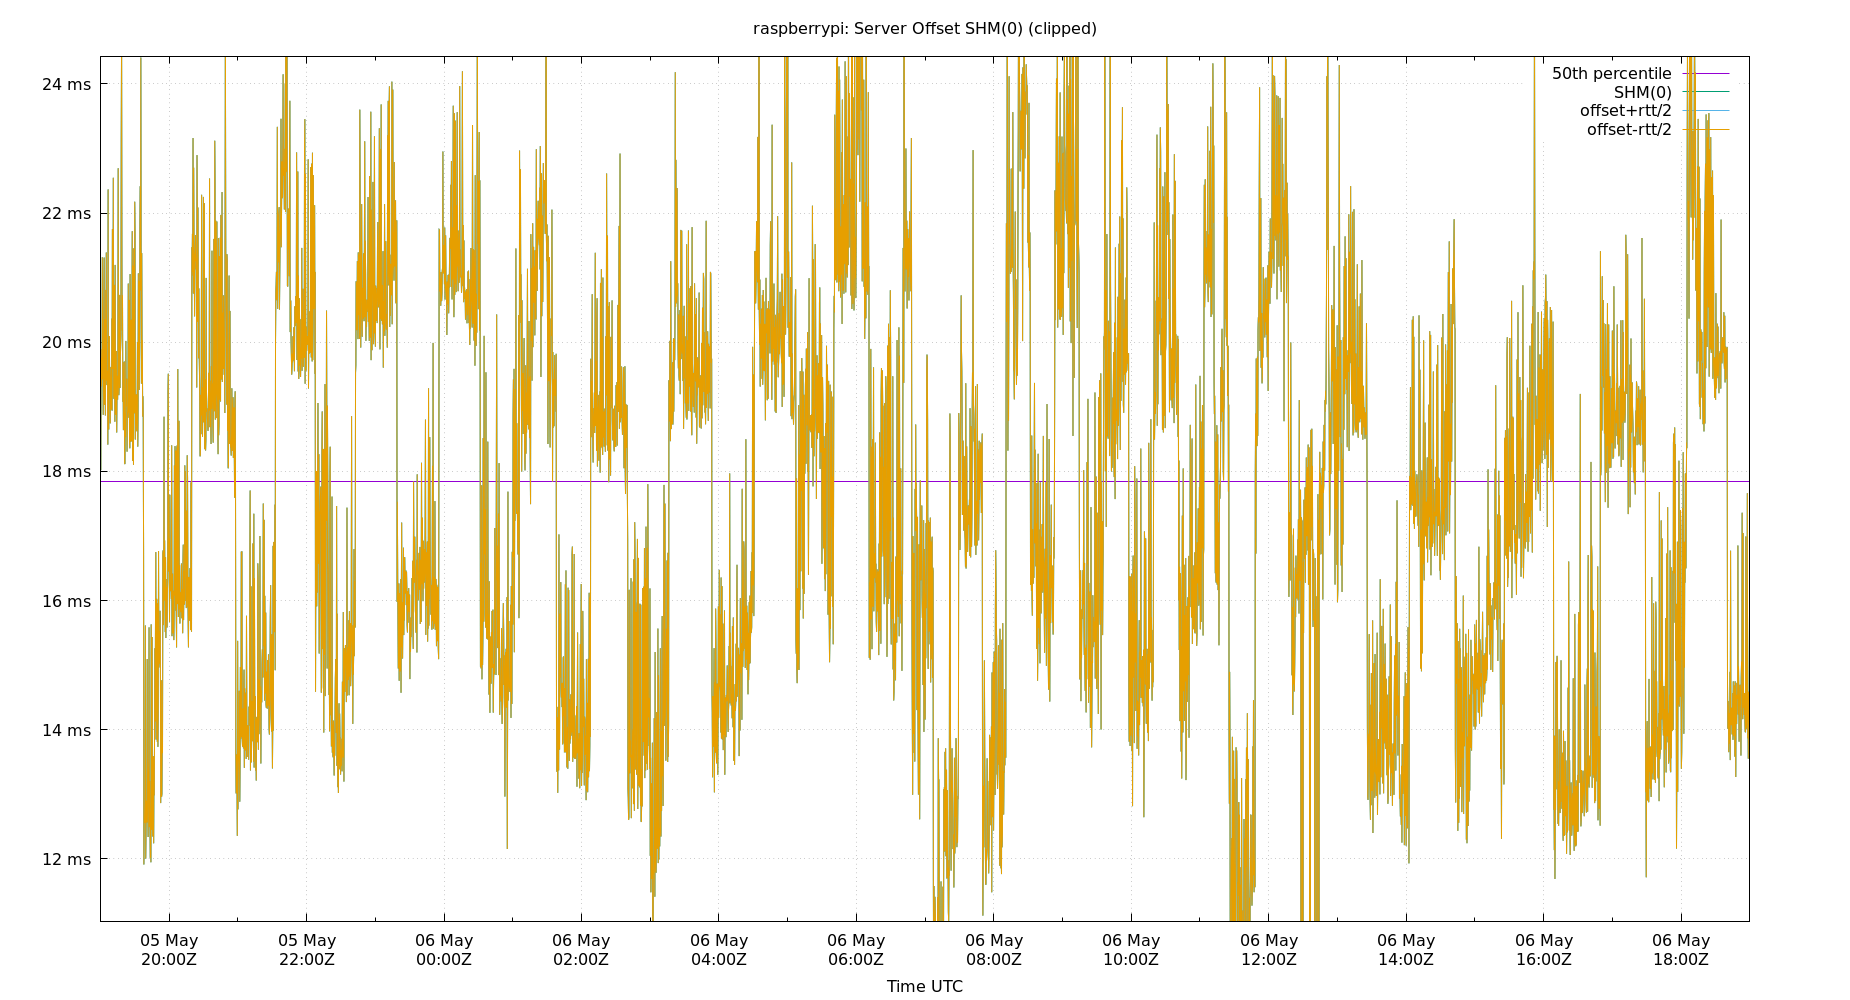 raspberrypi: Server Offset SHM(0) (clipped)
24 ms
22 ms
20 ms
18 ms
16 ms
14 ms
12 ms
50th percentile
SHM(0)
offset+rtt/2
offset-rtt/2
05 May
20:00Z
05 May
22:00Z
06 May
00:00Z
06 May
02:00Z
06 May
04:00Z
06 May
06:00Z
06 May
08:00Z
06 May
10:00Z
06 May
12:00Z
06 May
14:00Z
06 May
16:00Z
06 May
18:00Z
Time UTC